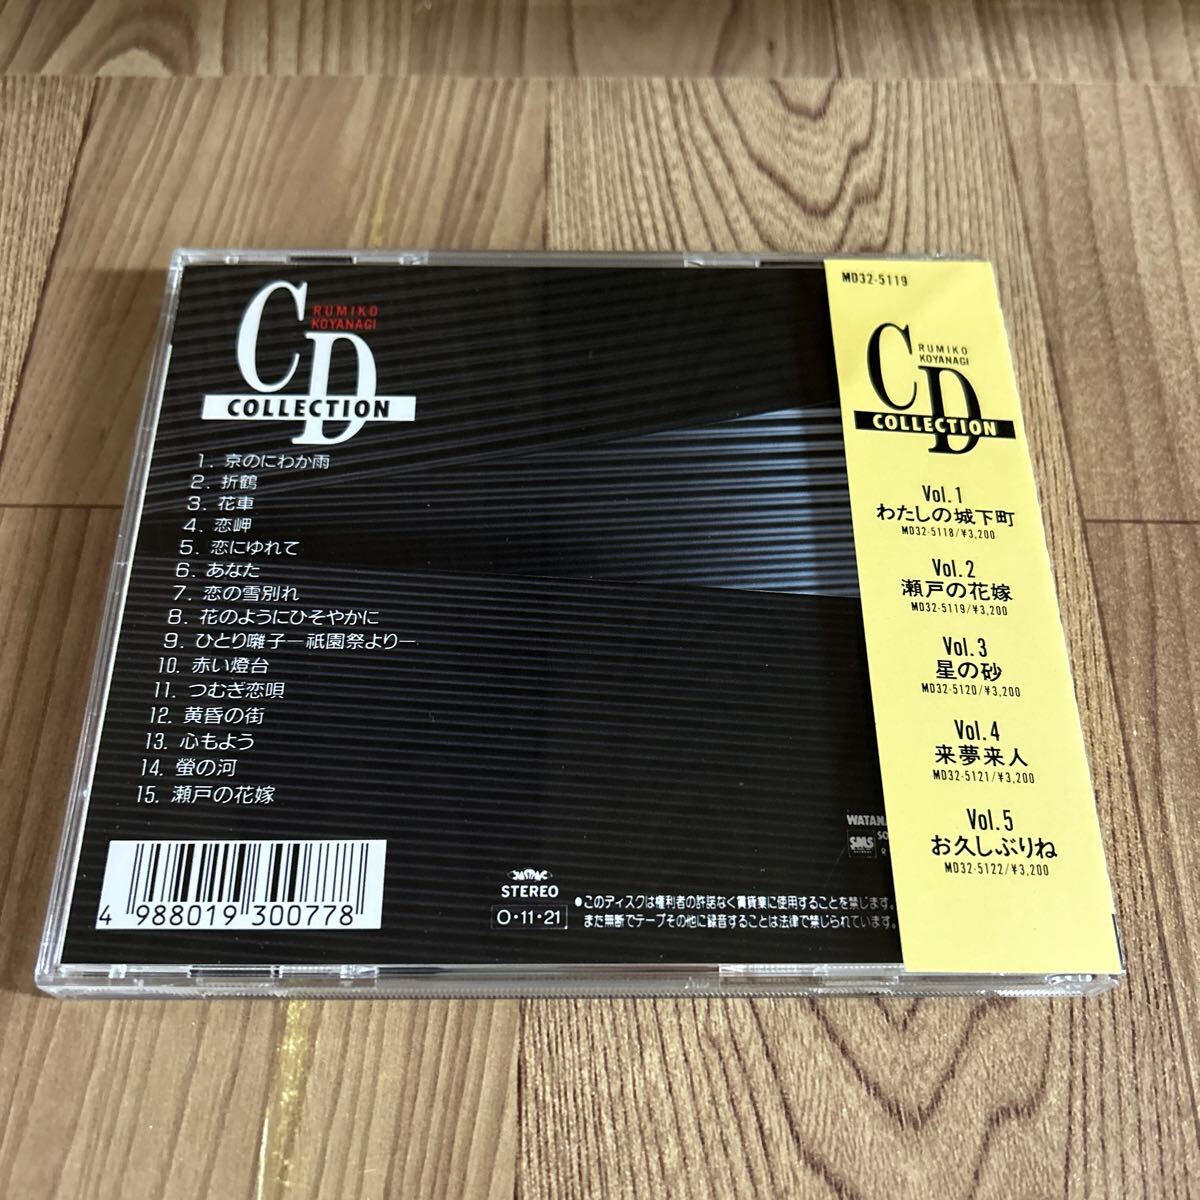 RUMIKO
KOYANAGI
CD
COLLECTION
1. 京のにわか雨
2. 折鶴
3. 花車
4. 恋岬
5. 恋にゆれて
6. あなた
7. 恋の雪別れ
8. 花のようにひそやかに
9. ひとり囃子―祇園祭より―
10. 赤い燈台
11. つむぎ恋唄
12. 黄昏の街
13. 心もよう
14. 螢の河
15. 瀬戸の花嫁
4 988019 300778
STEREO
O・11・21
●このディスクは権利者の許諾なく賃貸業に使用することを禁じます。
また無断でテープその他に録音することは法律で禁じられています。
SMS
MD32-5119
RUMIKO
KOYANAGI
CD
COLLECTION
Vol.1
わたしの城下町
MD32-5118/¥3,200
Vol.2
瀬戸の花嫁
MD32-5119/¥3,200
Vol.3
星の砂
MD32-5120/¥3,200
Vol.4
来夢来人
MD32-5121/¥3,200
Vol.5
お久しぶりね
MD32-5122/¥3,200